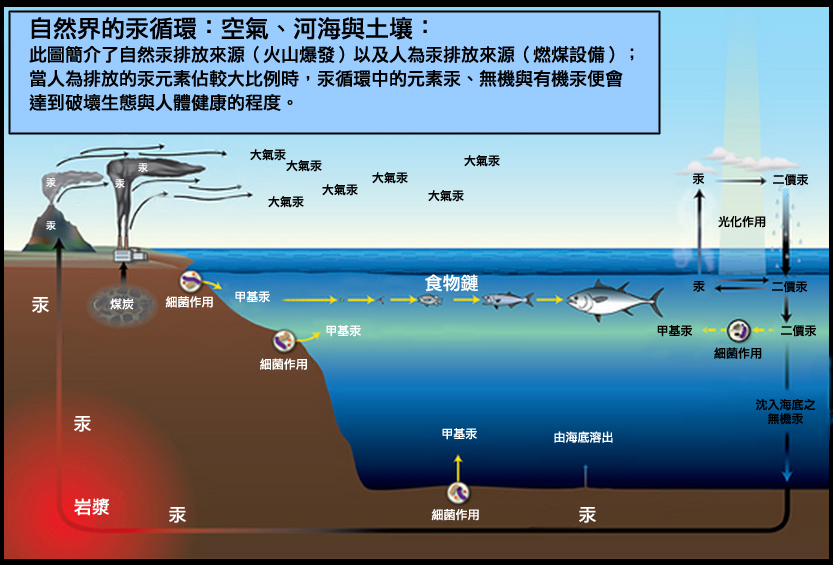 自然界的汞循環：空氣、河海與土壤：
此圖簡介了自然汞排放來源（火山爆發）以及人為汞排放來源（燃煤設備）；
當人為排放的汞元素佔較大比例時，汞循環中的元素汞、無機與有機汞便會
達到破壞生態與人體健康的程度。
大氣汞
大氣汞
大氣汞
大氣汞
大氣汞
大氣汞
大氣汞
汞
汞
汞
汞
汞
二價汞
光化作用
汞
二價汞
食物鏈
汞
煤炭
細菌作用
甲基汞
甲基汞
細菌作用
甲基汞
細菌作用
二價汞
沈入海底之
無機汞
汞
甲基汞
由海底溶出
岩漿
汞
細菌作用
汞